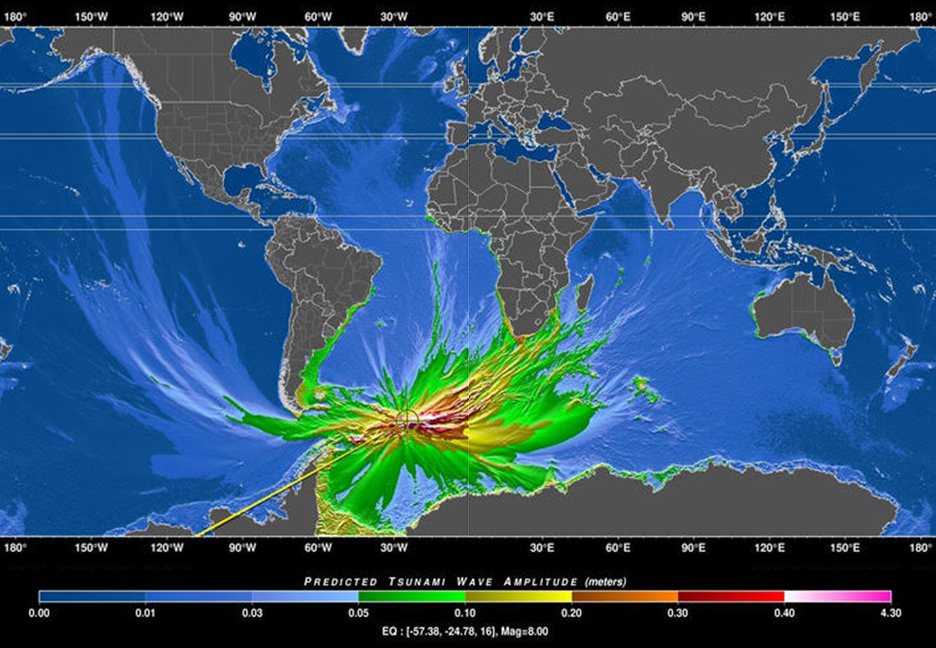 180° 150°W 120°W 90°W 60°W 30°W 30°E 60°E 90°E 120°E 150°E 180°
180° 150°W 120°W 90°W 60°W 30°W 30°E 60°E 90°E 120°E 150°E 180°
PREDICTED TSUNAMI WAVE AMPLITUDE (meters)
0.00 0.01 0.03 0.05 0.10 0.20 0.30 0.40 4.30
EQ : [-57.38, -24.78, 16], Mag=8.00